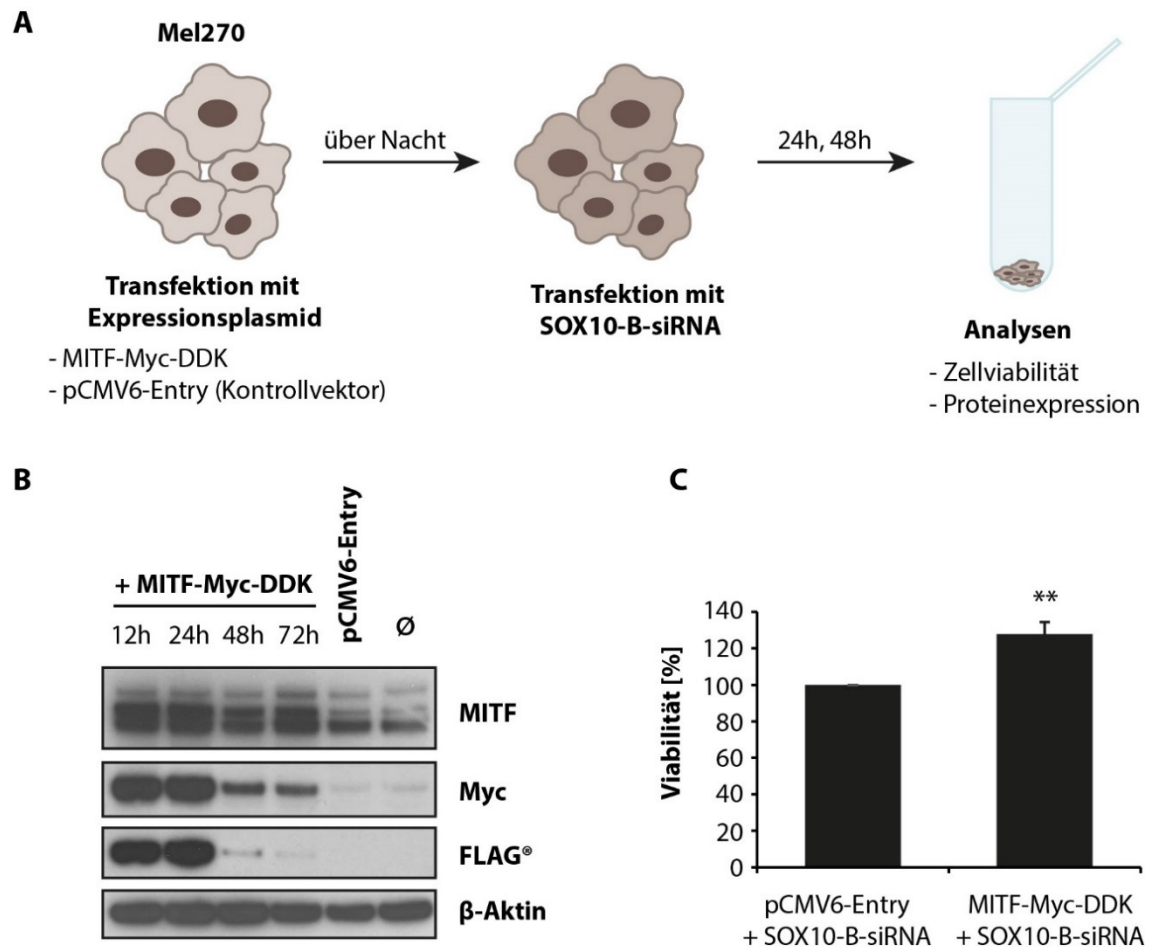 A
Mel270
über Nacht
24h, 48h
Transfektion mit
Expressionsplasmid
- MITF-Myc-DDK
- pCMV6-Entry (Kontrollvektor)
Transfektion mit
SOX10-B-siRNA
Analysen
- Zellviabilität
- Proteinexpression
B
+ MITF-Myc-DDK
pCMV6-Entry
Ø
12h 24h 48h 72h
MITF
Myc
FLAG®
β-Aktin
C
Viabilität [%]
140
120
100
80
60
40
20
0
**
pCMV6-Entry
+ SOX10-B-siRNA
MITF-Myc-DDK
+ SOX10-B-siRNA